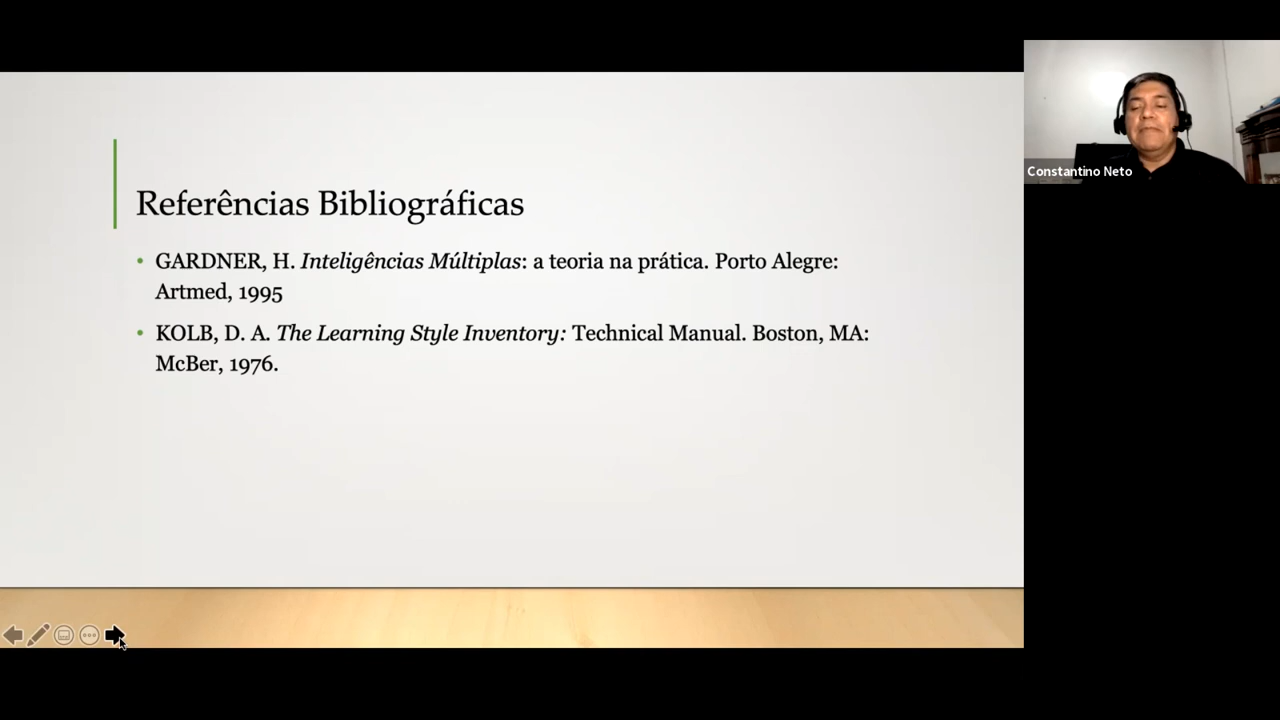 Referências Bibliográficas
• GARDNER, H. Inteligências Múltiplas: a teoria na prática. Porto Alegre:
Artmed, 1995
• KOLB, D. A. The Learning Style Inventory: Technical Manual. Boston, MA:
McBer, 1976.
Constantino Neto